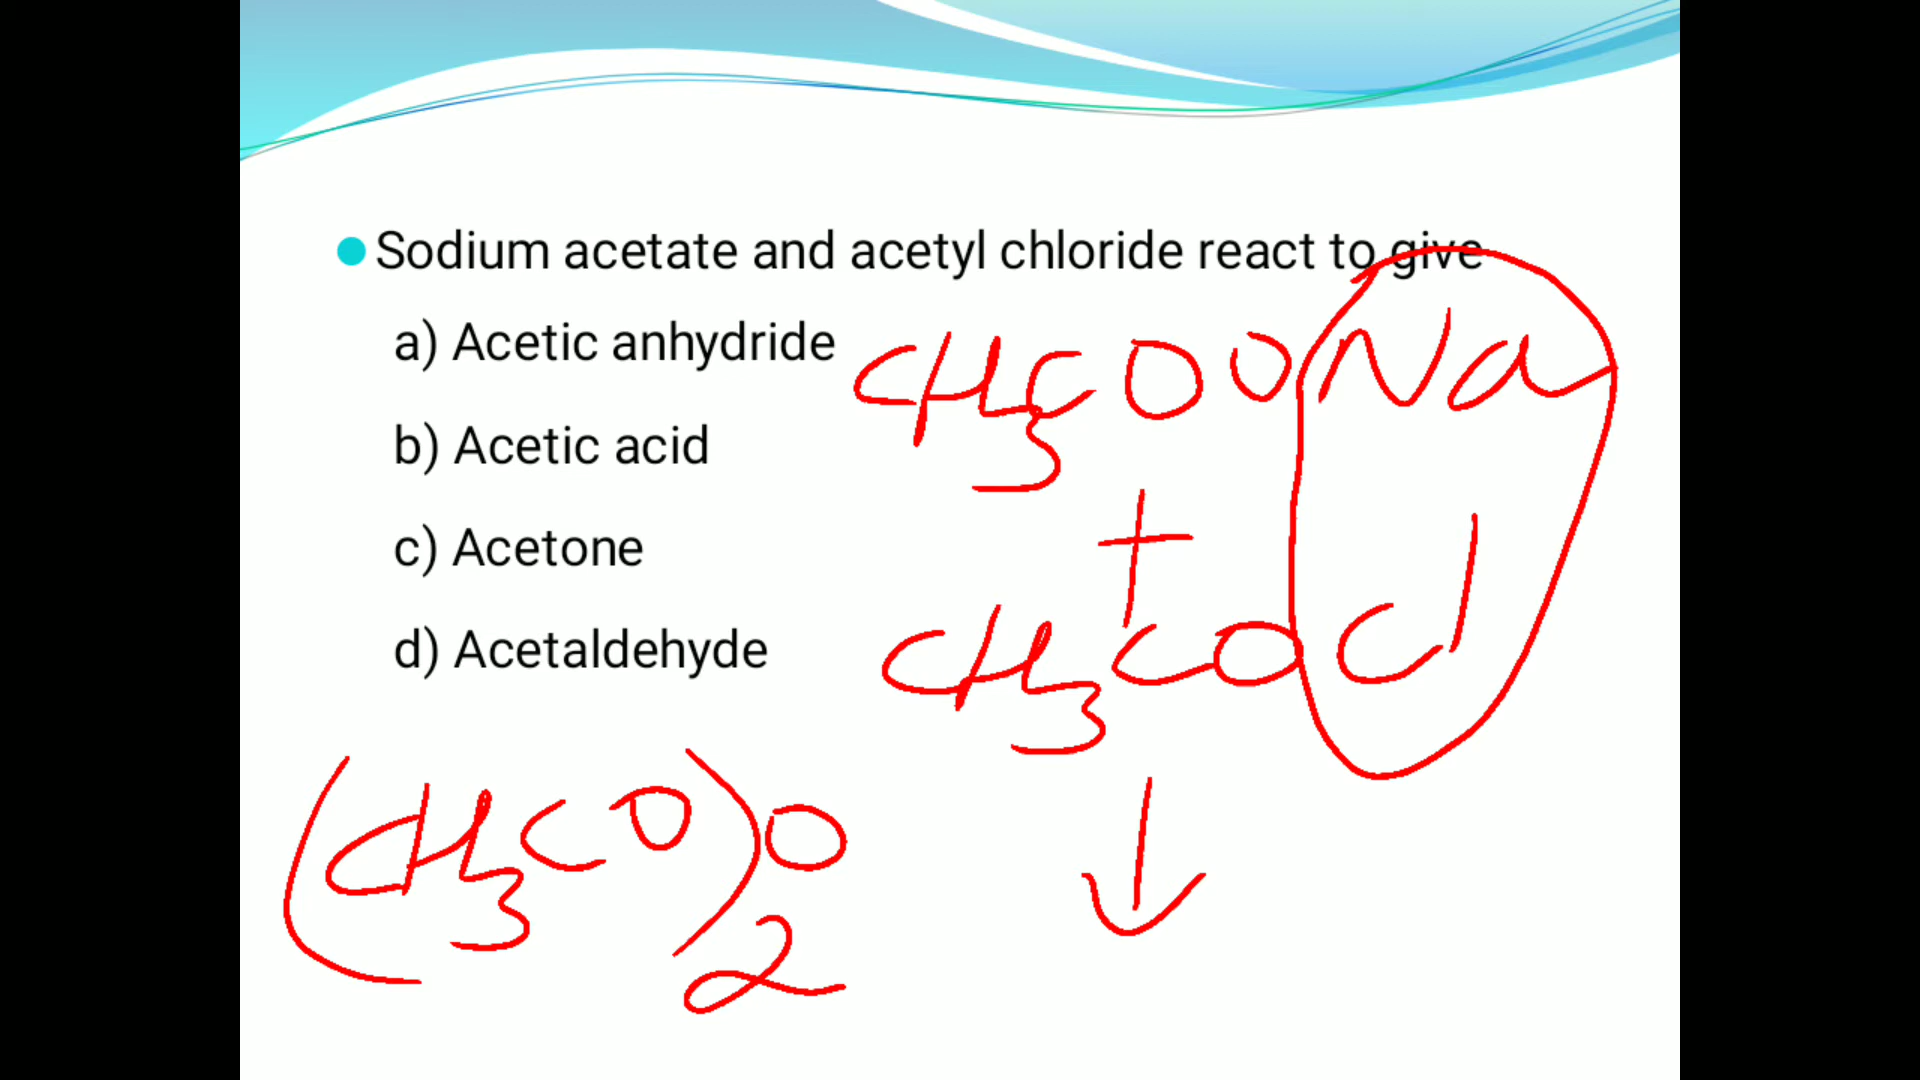 Sodium acetate and acetyl chloride react to give
a) Acetic anhydride
b) Acetic acid
c) Acetone
d) Acetaldehyde
CH3COONa
+
CH3COCl
↓
(CH3CO)2O